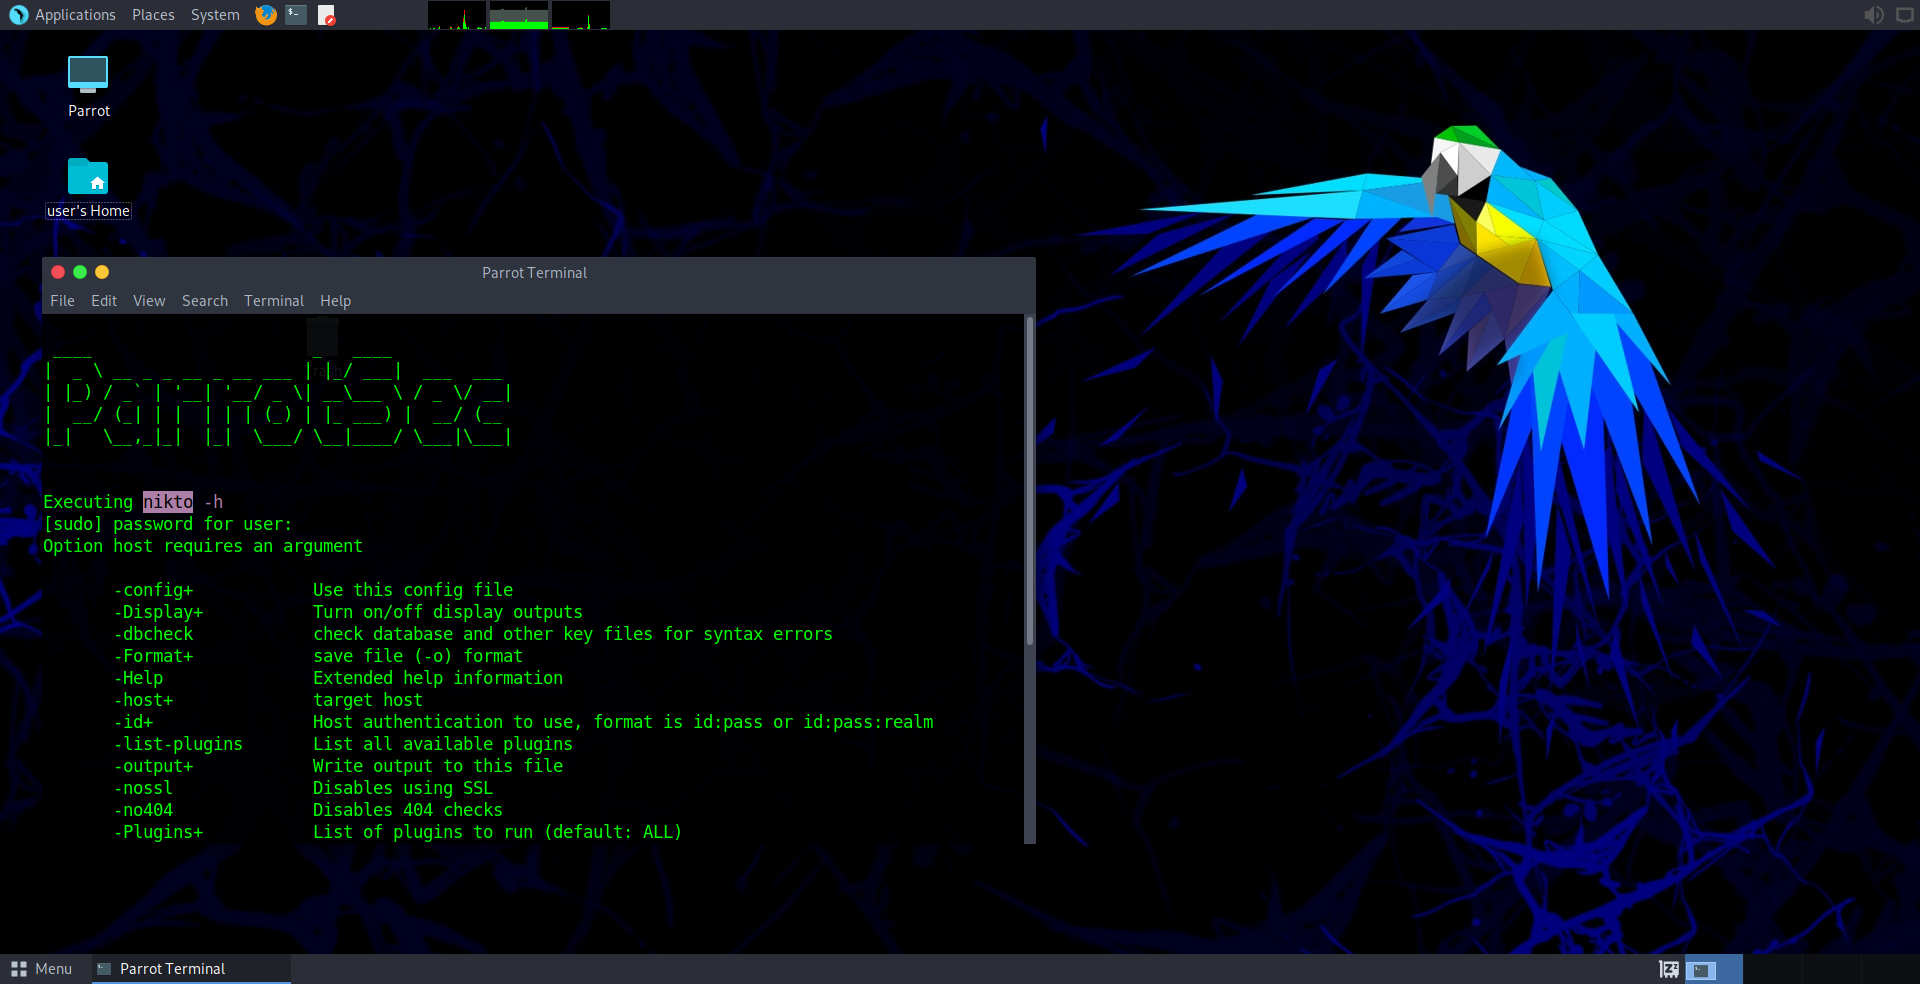 Applications Places System
Parrot
user's Home
Parrot Terminal
File Edit View Search Terminal Help
ParrotSec
Executing nikto -h
[sudo] password for user:
Option host requires an argument
-config+ Use this config file
-Display+ Turn on/off display outputs
-dbcheck check database and other key files for syntax errors
-Format+ save file (-o) format
-Help Extended help information
-host+ target host
-id+ Host authentication to use, format is id:pass or id:pass:realm
-list-plugins List all available plugins
-output+ Write output to this file
-nossl Disables using SSL
-no404 Disables 404 checks
-Plugins+ List of plugins to run (default: ALL)
Menu Parrot Terminal